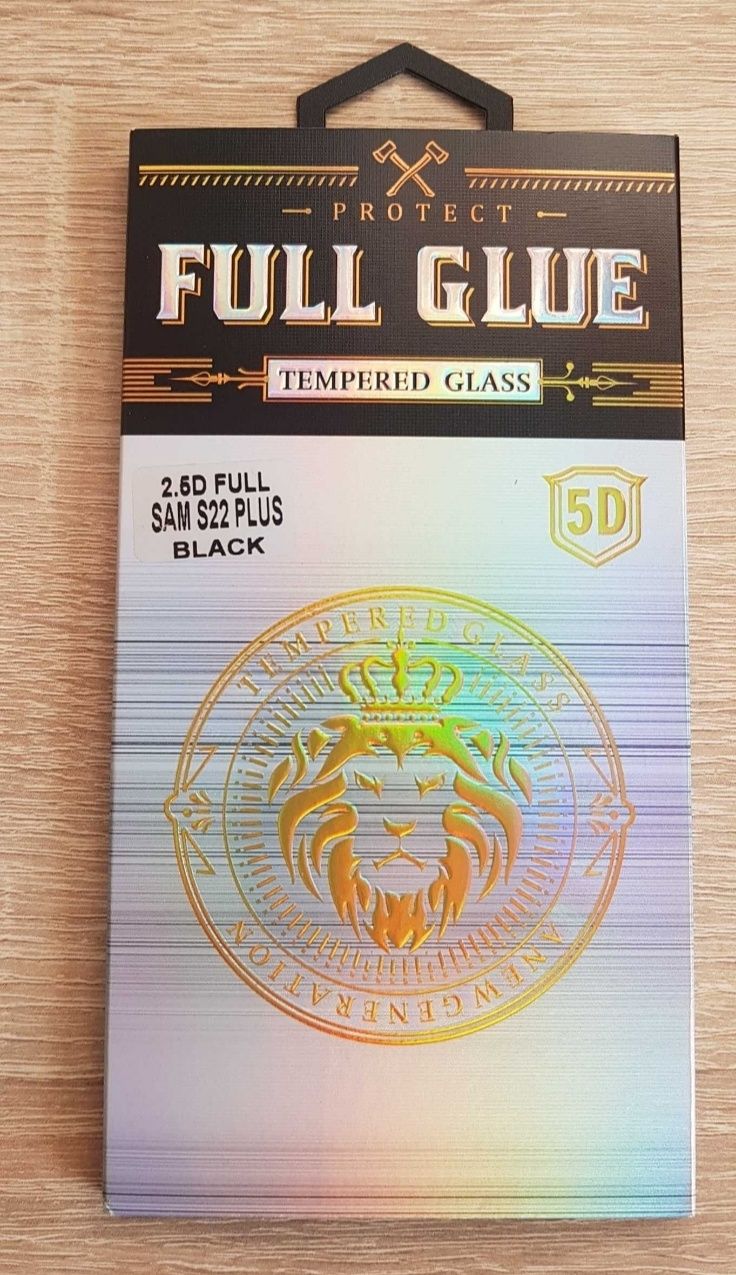 PROTECT
FULL GLUE
TEMPERED GLASS
2.5D FULL
SAM S22 PLUS
BLACK
5D
TEMPERED GLASS
A NEW GENERATION